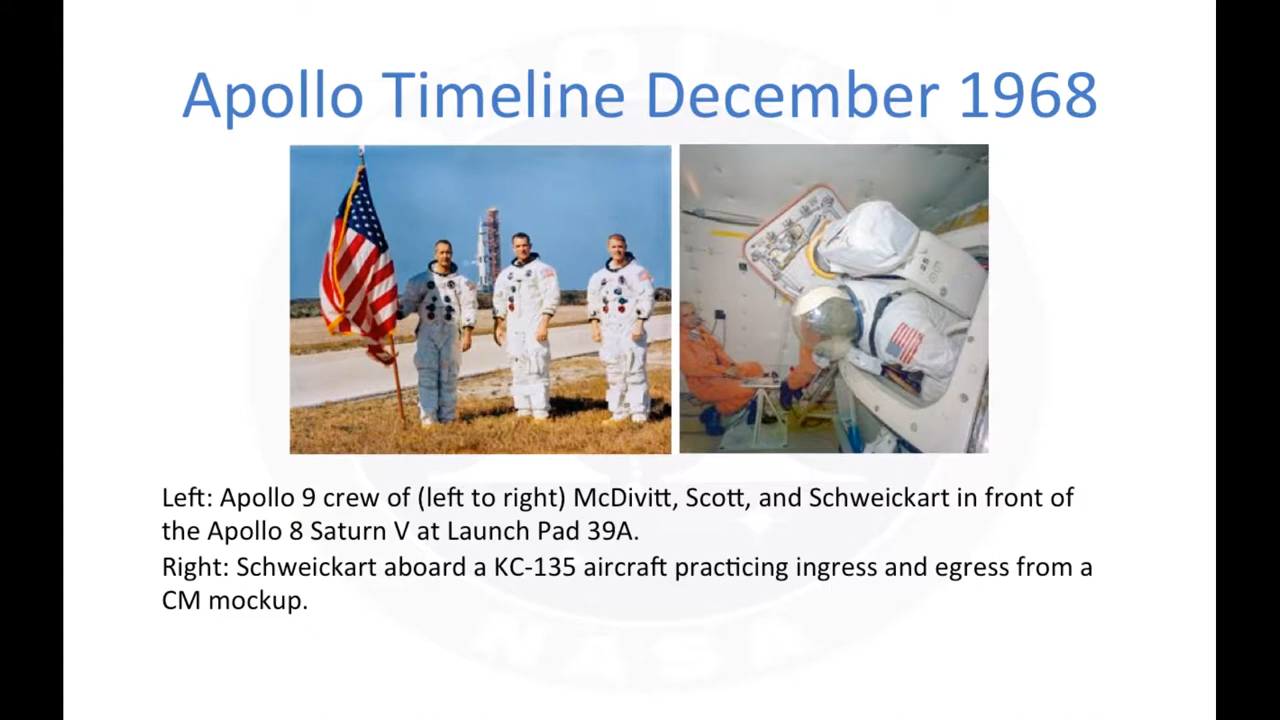 Apollo Timeline December 1968
Left: Apollo 9 crew of (left to right) McDivitt, Scott, and Schweickart in front of
the Apollo 8 Saturn V at Launch Pad 39A.
Right: Schweickart aboard a KC-135 aircraft practicing ingress and egress from a
CM mockup.
APOLLO
NASA